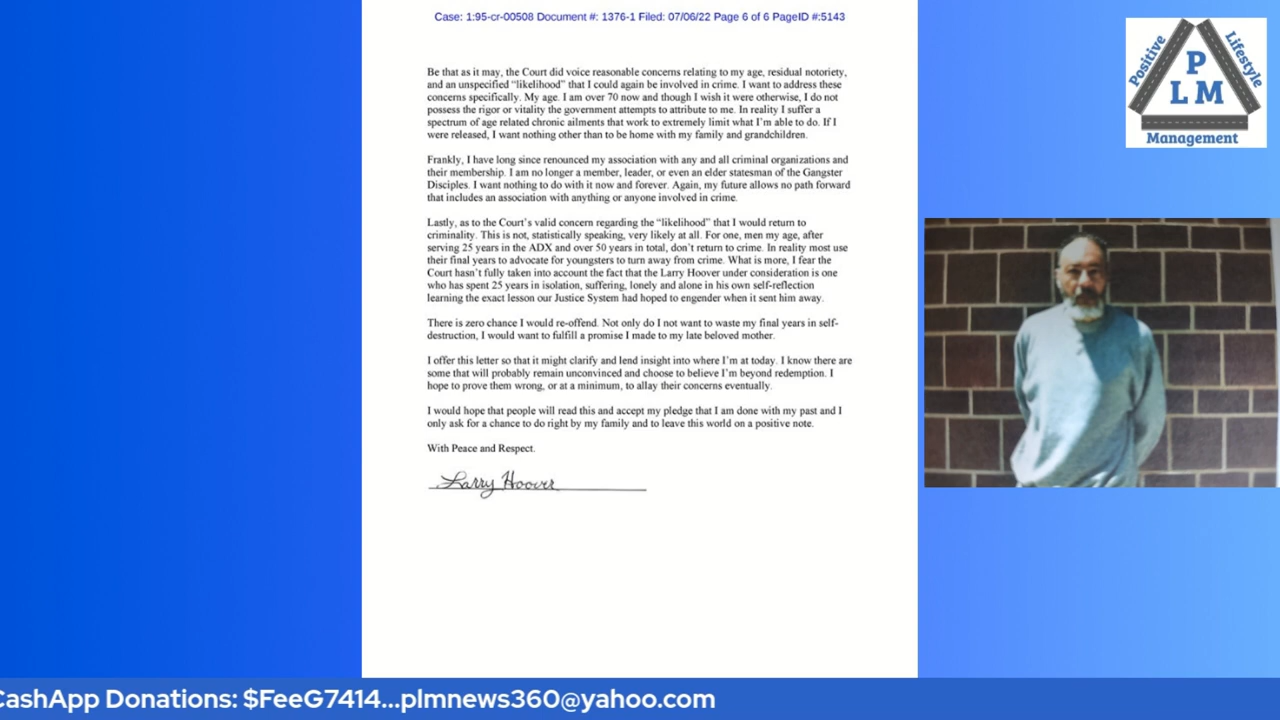 Case: 1:95-cr-00508 Document #: 1376-1 Filed: 07/06/22 Page 6 of 6 PageID #:5143
Be that as it may, the Court did voice reasonable concerns relating to my age, residual notoriety,
and an unspecified “likelihood” that I could again be involved in crime. I want to address these
concerns specifically. My age. I am over 70 now and though I wish it were otherwise, I do not
possess the rigor or vitality the government attempts to attribute to me. In reality I suffer a
spectrum of age related chronic ailments that work to extremely limit what I’m able to do. If I
were released, I want nothing other than to be home with my family and grandchildren.
Frankly, I have long since renounced my association with any and all criminal organizations and
their membership. I am no longer a member, leader, or even an elder statesman of the Gangster
Disciples. I want nothing to do with it now and forever. Again, my future allows no path forward
that includes an association with anything or anyone involved in crime.
Lastly, as to the Court’s valid concern regarding the “likelihood” that I would return to
criminality. This is not, statistically speaking, very likely at all. For one, men my age, after
serving 25 years in the ADX and over 50 years in total, don’t return to crime. In reality most use
their final years to advocate for youngsters to turn away from crime. What is more, I fear the
Court hasn’t fully taken into account the fact that the Larry Hoover under consideration is one
who has spent 25 years in isolation, suffering, lonely and alone in his own self-reflection
learning the exact lesson our Justice System had hoped to engender when it sent him away.
There is zero chance I would re-offend. Not only do I not want to waste my final years in self-
destruction, I would want to fulfill a promise I made to my late beloved mother.
I offer this letter so that it might clarify and lend insight into where I’m at today. I know there are
some that will probably remain unconvinced and choose to believe I’m beyond redemption. I
hope to prove them wrong, or at a minimum, to allay their concerns eventually.
I would hope that people will read this and accept my pledge that I am done with my past and I
only ask for a chance to do right by my family and to leave this world on a positive note.
With Peace and Respect.
Larry Hoover
Positive
Lifestyle
P
L M
Management
CashApp Donations: $FeeG7414...plmnews360@yahoo.com